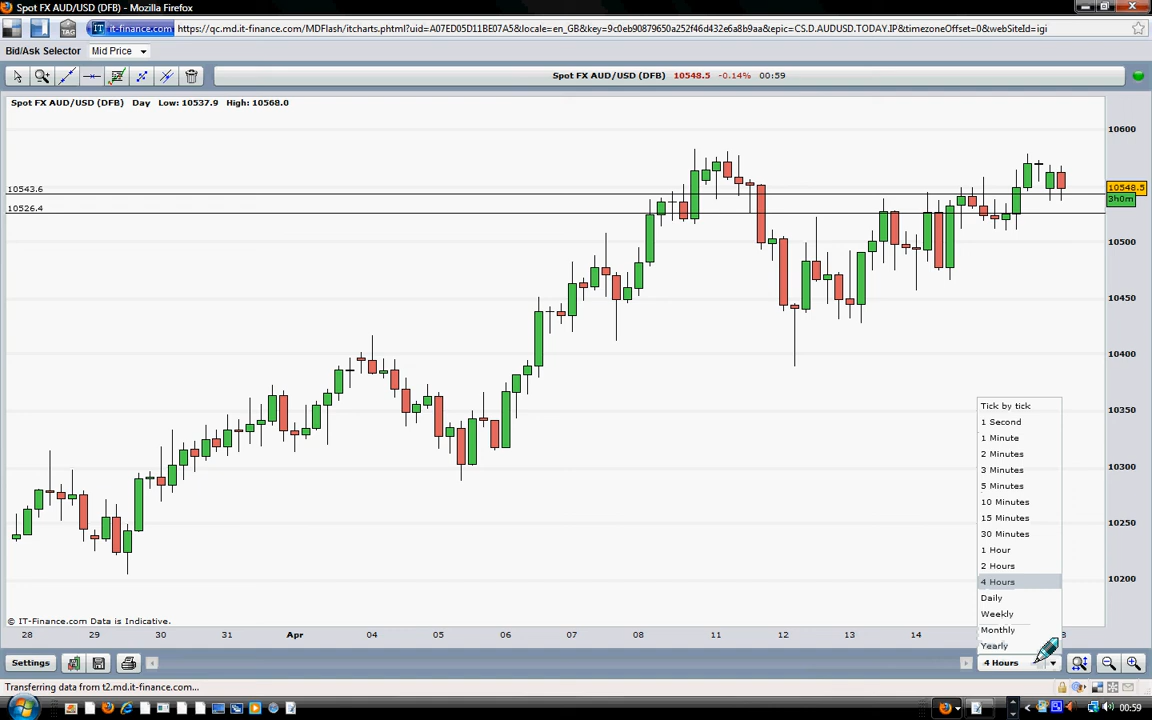 Spot FX AUD/USD (DFB) - Mozilla Firefox
TAG
IT it-finance.com
https://qc.md.it-finance.com/MDFlash/itcharts.phtml?uid=A07ED05D11BE07A5&locale=en_GB&key=9c0eb90879650a252f46d432e6a8b9aa&epic=CS.D.AUDUSD.TODAY.IP&timezoneOffset=0&webSiteId=igi
Bid/Ask Selector Mid Price
Spot FX AUD/USD (DFB) 10548.5 -0.14% 00:59
Spot FX AUD/USD (DFB) Day Low: 10537.9 High: 10568.0
10600
10543.6
10548.5
3h0m
10526.4
10500
10450
10400
10350
10300
10250
10200
Tick by tick
1 Second
1 Minute
2 Minutes
3 Minutes
5 Minutes
10 Minutes
15 Minutes
30 Minutes
1 Hour
2 Hours
4 Hours
Daily
Weekly
Monthly
Yearly
© IT-Finance.com Data is Indicative.
28 29 30 31 Apr 04 05 06 07 10 11 12 13 14
Settings
4 Hours
Transferring data from t2.md.it-finance.com...
00:59